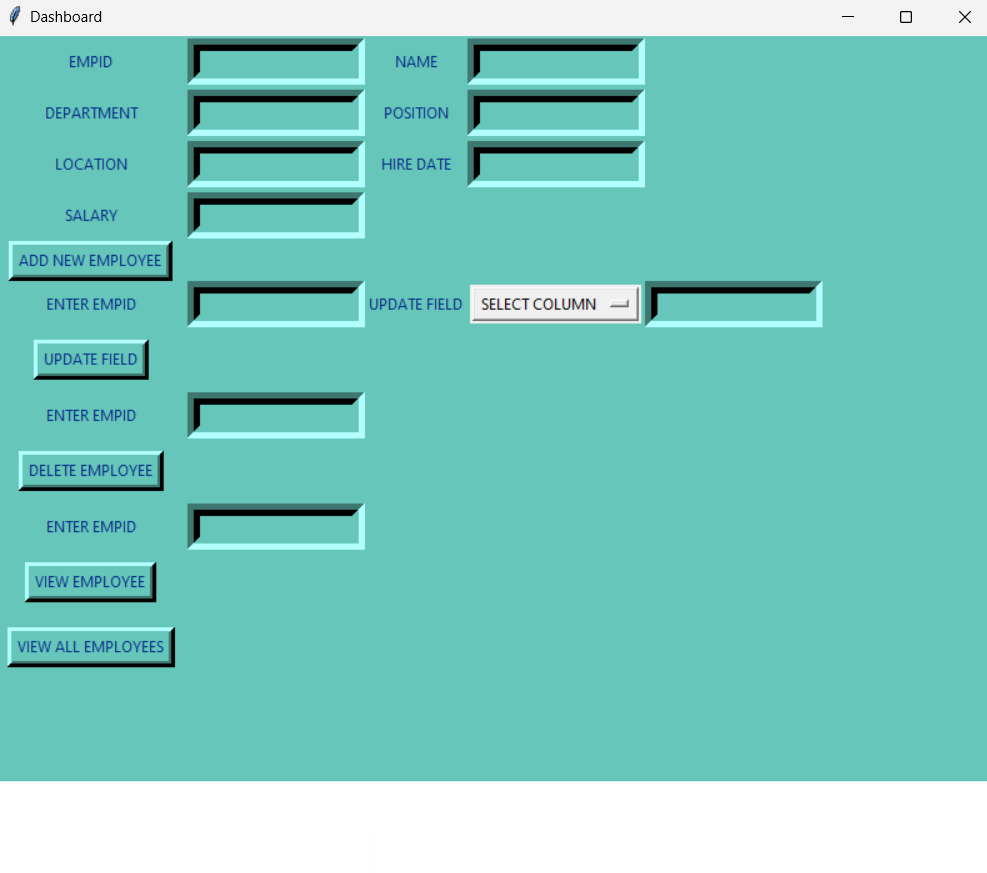 Dashboard
EMPID NAME
DEPARTMENT POSITION
LOCATION HIRE DATE
SALARY
ADD NEW EMPLOYEE
ENTER EMPID UPDATE FIELD SELECT COLUMN
UPDATE FIELD
ENTER EMPID
DELETE EMPLOYEE
ENTER EMPID
VIEW EMPLOYEE
VIEW ALL EMPLOYEES